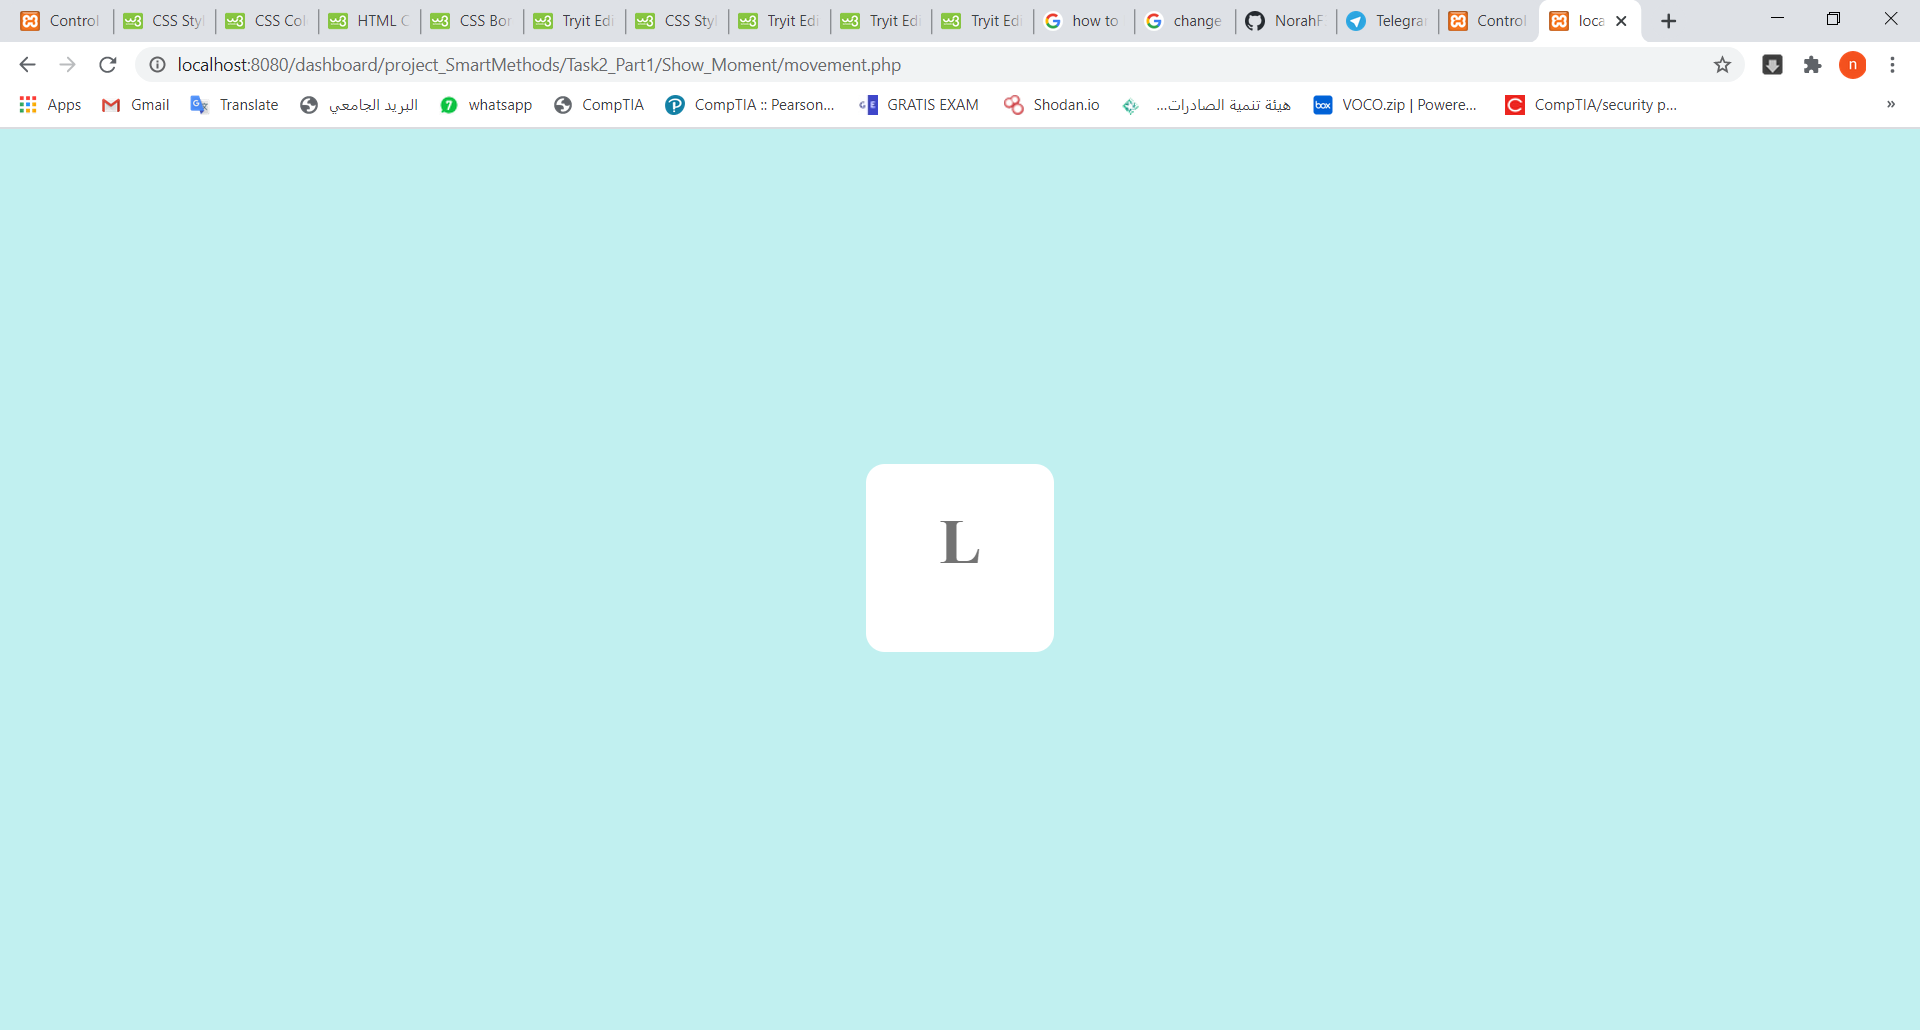 Control CSS Sty CSS Col HTML C CSS Bor Tryit Edi CSS Sty Tryit Edi Tryit Edi Tryit Edi how to change NorahF Telegrar Control loca
localhost:8080/dashboard/project_SmartMethods/Task2_Part1/Show_Moment/movement.php n
Apps Gmail Translate البريد الجامعي whatsapp CompTIA CompTIA :: Pearson... GRATIS EXAM Shodan.io هيئة تنمية الصادرات... VOCO.zip | Powere... CompTIA/security p... »
L